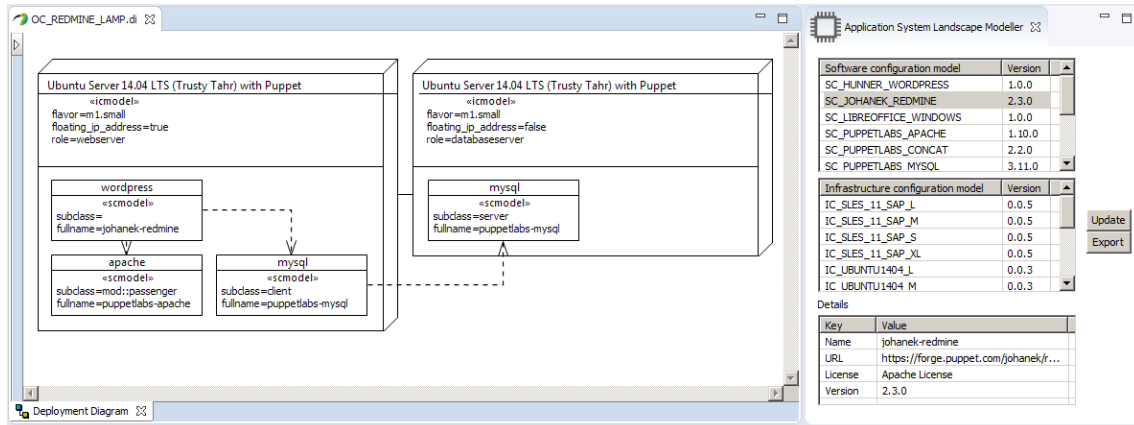 OC_REDMINE_LAMP.di
Ubuntu Server 14.04 LTS (Trusty Tahr) with Puppet
«icmodel»
flavor=m1.small
floating_ip_address=true
role=webserver
wordpress
«scmodel»
subclass=
fullname=johanek-redmine
apache
«scmodel»
subclass=mod::passenger
fullname=puppetlabs-apache
mysql
«scmodel»
subclass=client
fullname=puppetlabs-mysql
Ubuntu Server 14.04 LTS (Trusty Tahr) with Puppet
«icmodel»
flavor=m1.small
floating_ip_address=false
role=databaseserver
mysql
«scmodel»
subclass=server
fullname=puppetlabs-mysql
Deployment Diagram
Application System Landscape Modeller
Software configuration model Version
SC_HUNNER_WORDPRESS 1.0.0
SC_JOHANEK_REDMINE 2.3.0
SC_LIBREOFFICE_WINDOWS 1.0.0
SC_PUPPETLABS_APACHE 1.10.0
SC_PUPPETLABS_CONCAT 2.2.0
SC_PUPPETLABS_MYSQL 3.11.0
Infrastructure configuration model Version
IC_SLES_11_SAP_L 0.0.5
IC_SLES_11_SAP_M 0.0.5
IC_SLES_11_SAP_S 0.0.5
IC_SLES_11_SAP_XL 0.0.5
IC_UBUNTU1404_L 0.0.3
IC_UBUNTU1404_M 0.0.3
Update
Export
Details
Key Value
Name johanek-redmine
URL https://forge.puppet.com/johanek/r...
License Apache License
Version 2.3.0